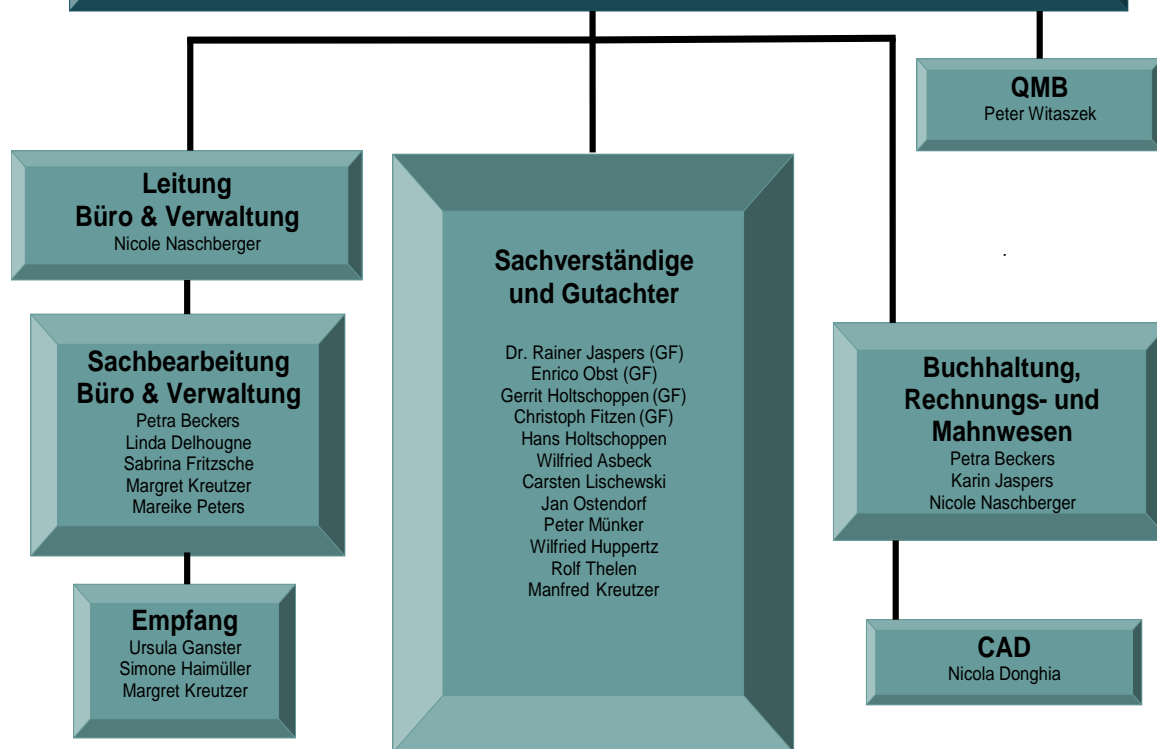 QMB
Peter Witaszek
Leitung
Büro & Verwaltung
Nicole Naschberger
Sachbearbeitung
Büro & Verwaltung
Petra Beckers
Linda Delhougne
Sabrina Fritzsche
Margret Kreutzer
Mareike Peters
Empfang
Ursula Ganster
Simone Haimüller
Margret Kreutzer
Sachverständige
und Gutachter
Dr. Rainer Jaspers (GF)
Enrico Obst (GF)
Gerrit Holtschoppen (GF)
Christoph Fitzen (GF)
Hans Holtschoppen
Wilfried Asbeck
Carsten Lischewski
Jan Ostendorf
Peter Münker
Wilfried Huppertz
Rolf Thelen
Manfred Kreutzer
.
Buchhaltung,
Rechnungs- und
Mahnwesen
Petra Beckers
Karin Jaspers
Nicole Naschberger
CAD
Nicola Donghia